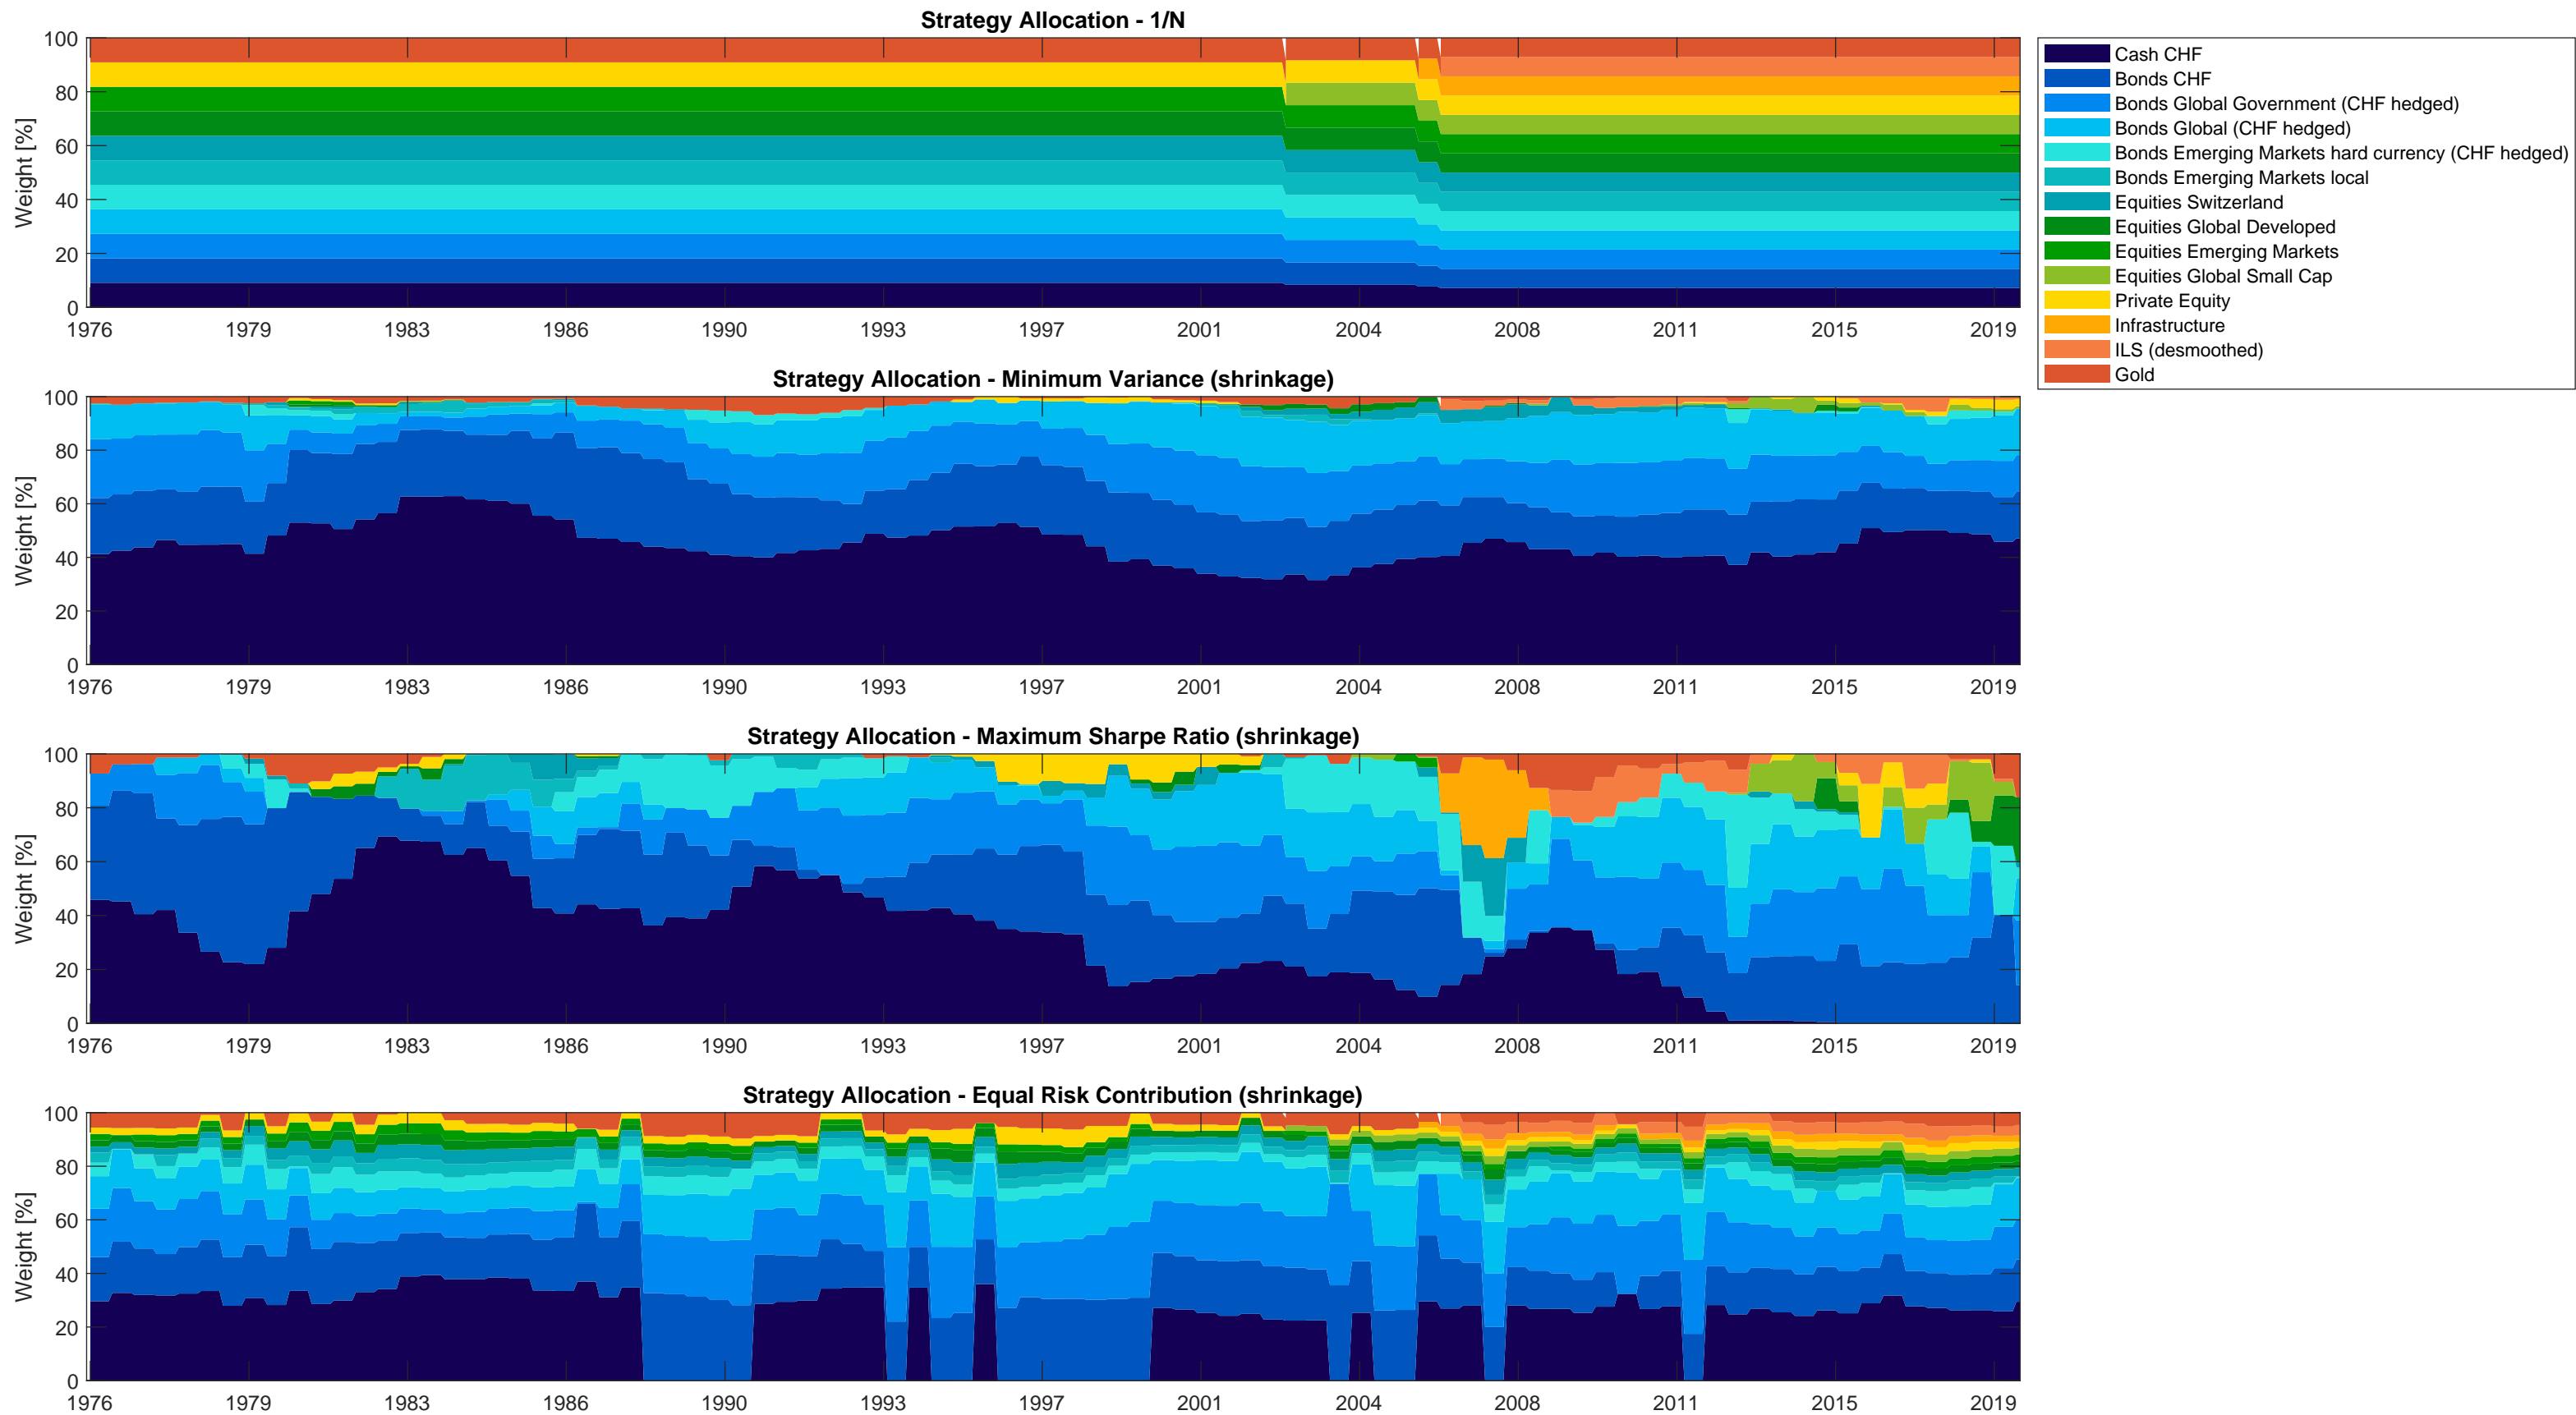 Strategy Allocation - 1/N
Weight [%]
100
80
60
40
20
0
1976 1979 1983 1986 1990 1993 1997 2001 2004 2008 2011 2015 2019
Cash CHF
Bonds CHF
Bonds Global Government (CHF hedged)
Bonds Global (CHF hedged)
Bonds Emerging Markets hard currency (CHF hedged)
Bonds Emerging Markets local
Equities Switzerland
Equities Global Developed
Equities Emerging Markets
Equities Global Small Cap
Private Equity
Infrastructure
ILS (desmoothed)
Gold
Strategy Allocation - Minimum Variance (shrinkage)
Weight [%]
100
80
60
40
20
0
1976 1979 1983 1986 1990 1993 1997 2001 2004 2008 2011 2015 2019
Strategy Allocation - Maximum Sharpe Ratio (shrinkage)
Weight [%]
100
80
60
40
20
0
1976 1979 1983 1986 1990 1993 1997 2001 2004 2008 2011 2015 2019
Strategy Allocation - Equal Risk Contribution (shrinkage)
Weight [%]
100
80
60
40
20
0
1976 1979 1983 1986 1990 1993 1997 2001 2004 2008 2011 2015 2019